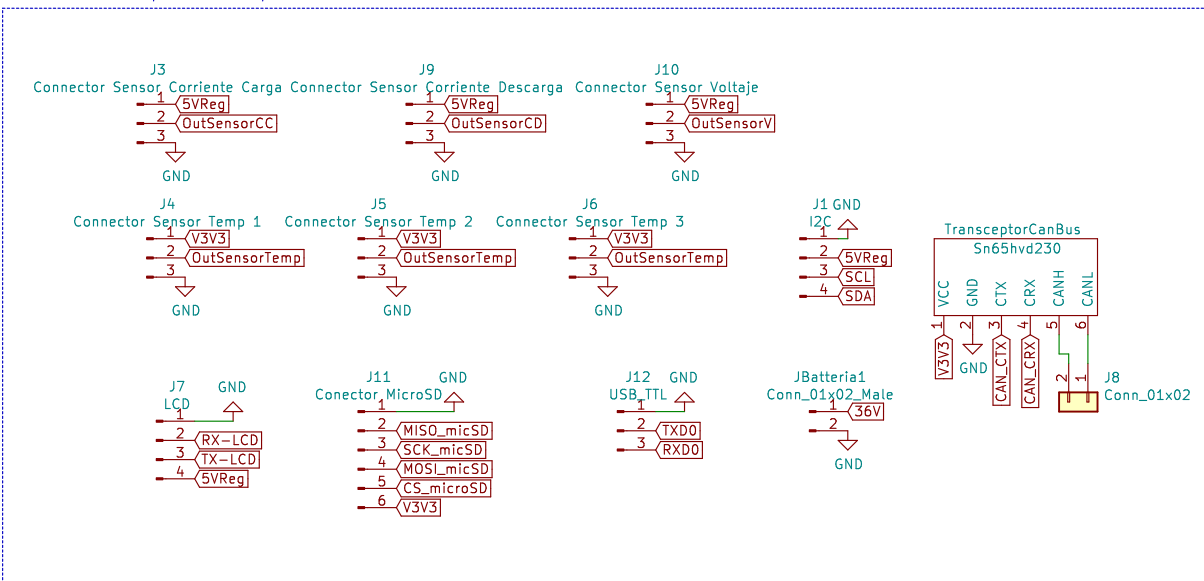 J3
Connector Sensor Corriente Carga
1 5VReg
2 OutSensorCC
3
GND
J9
Connector Sensor Corriente Descarga
1 5VReg
2 OutSensorCD
3
GND
J10
Connector Sensor Voltaje
1 5VReg
2 OutSensorV
3
GND
J4
Connector Sensor Temp 1
1 V3V3
2 OutSensorTemp
3
GND
J5
Connector Sensor Temp 2
1 V3V3
2 OutSensorTemp
3
GND
J6
Connector Sensor Temp 3
1 V3V3
2 OutSensorTemp
3
GND
J1 GND
I2C
1
2 5VReg
3 SCL
4 SDA
TransceptorCanBus
Sn65hvd230
VCC GND CTX CRX CANH CANL
1 2 3 4 5 6
V3V3 GND CAN_CTX CAN_CRX
2 1
J8
Conn_01x02
J7 GND
LCD
1
2 RX-LCD
3 TX-LCD
4 5VReg
J11 GND
Conector MicroSD
1
2 MISO_micSD
3 SCK_micSD
4 MOSI_micSD
5 CS_microSD
6 V3V3
J12 GND
USB_TTL
1
2 TXD0
3 RXD0
JBatteria1
Conn_01x02_Male
1 36V
2
GND